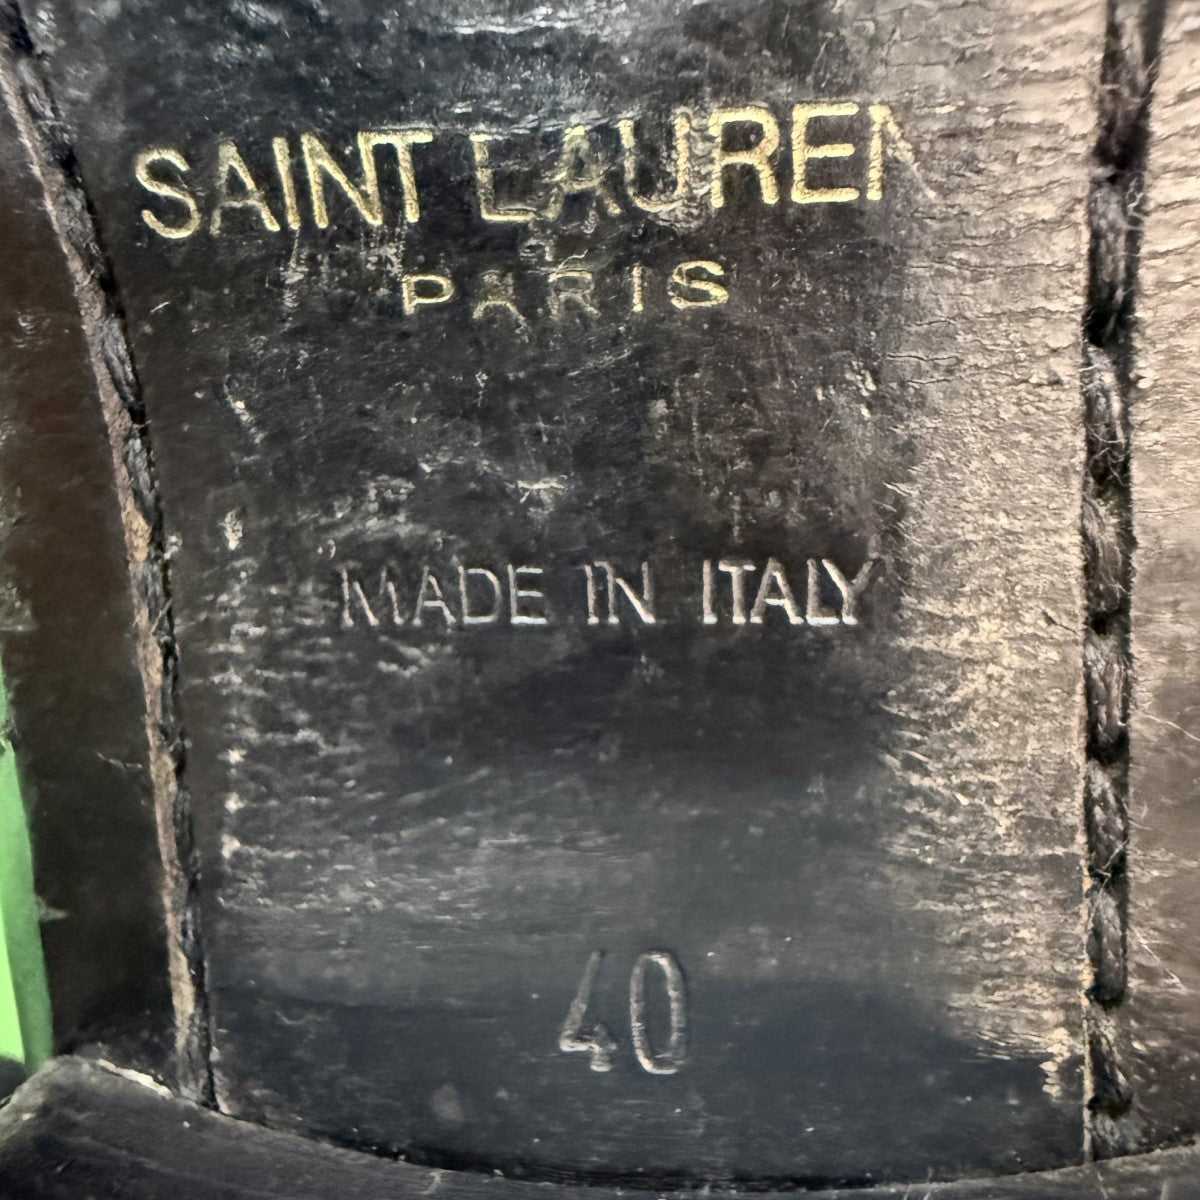 SAINT LAUREN
PARIS
MADE IN ITALY
40